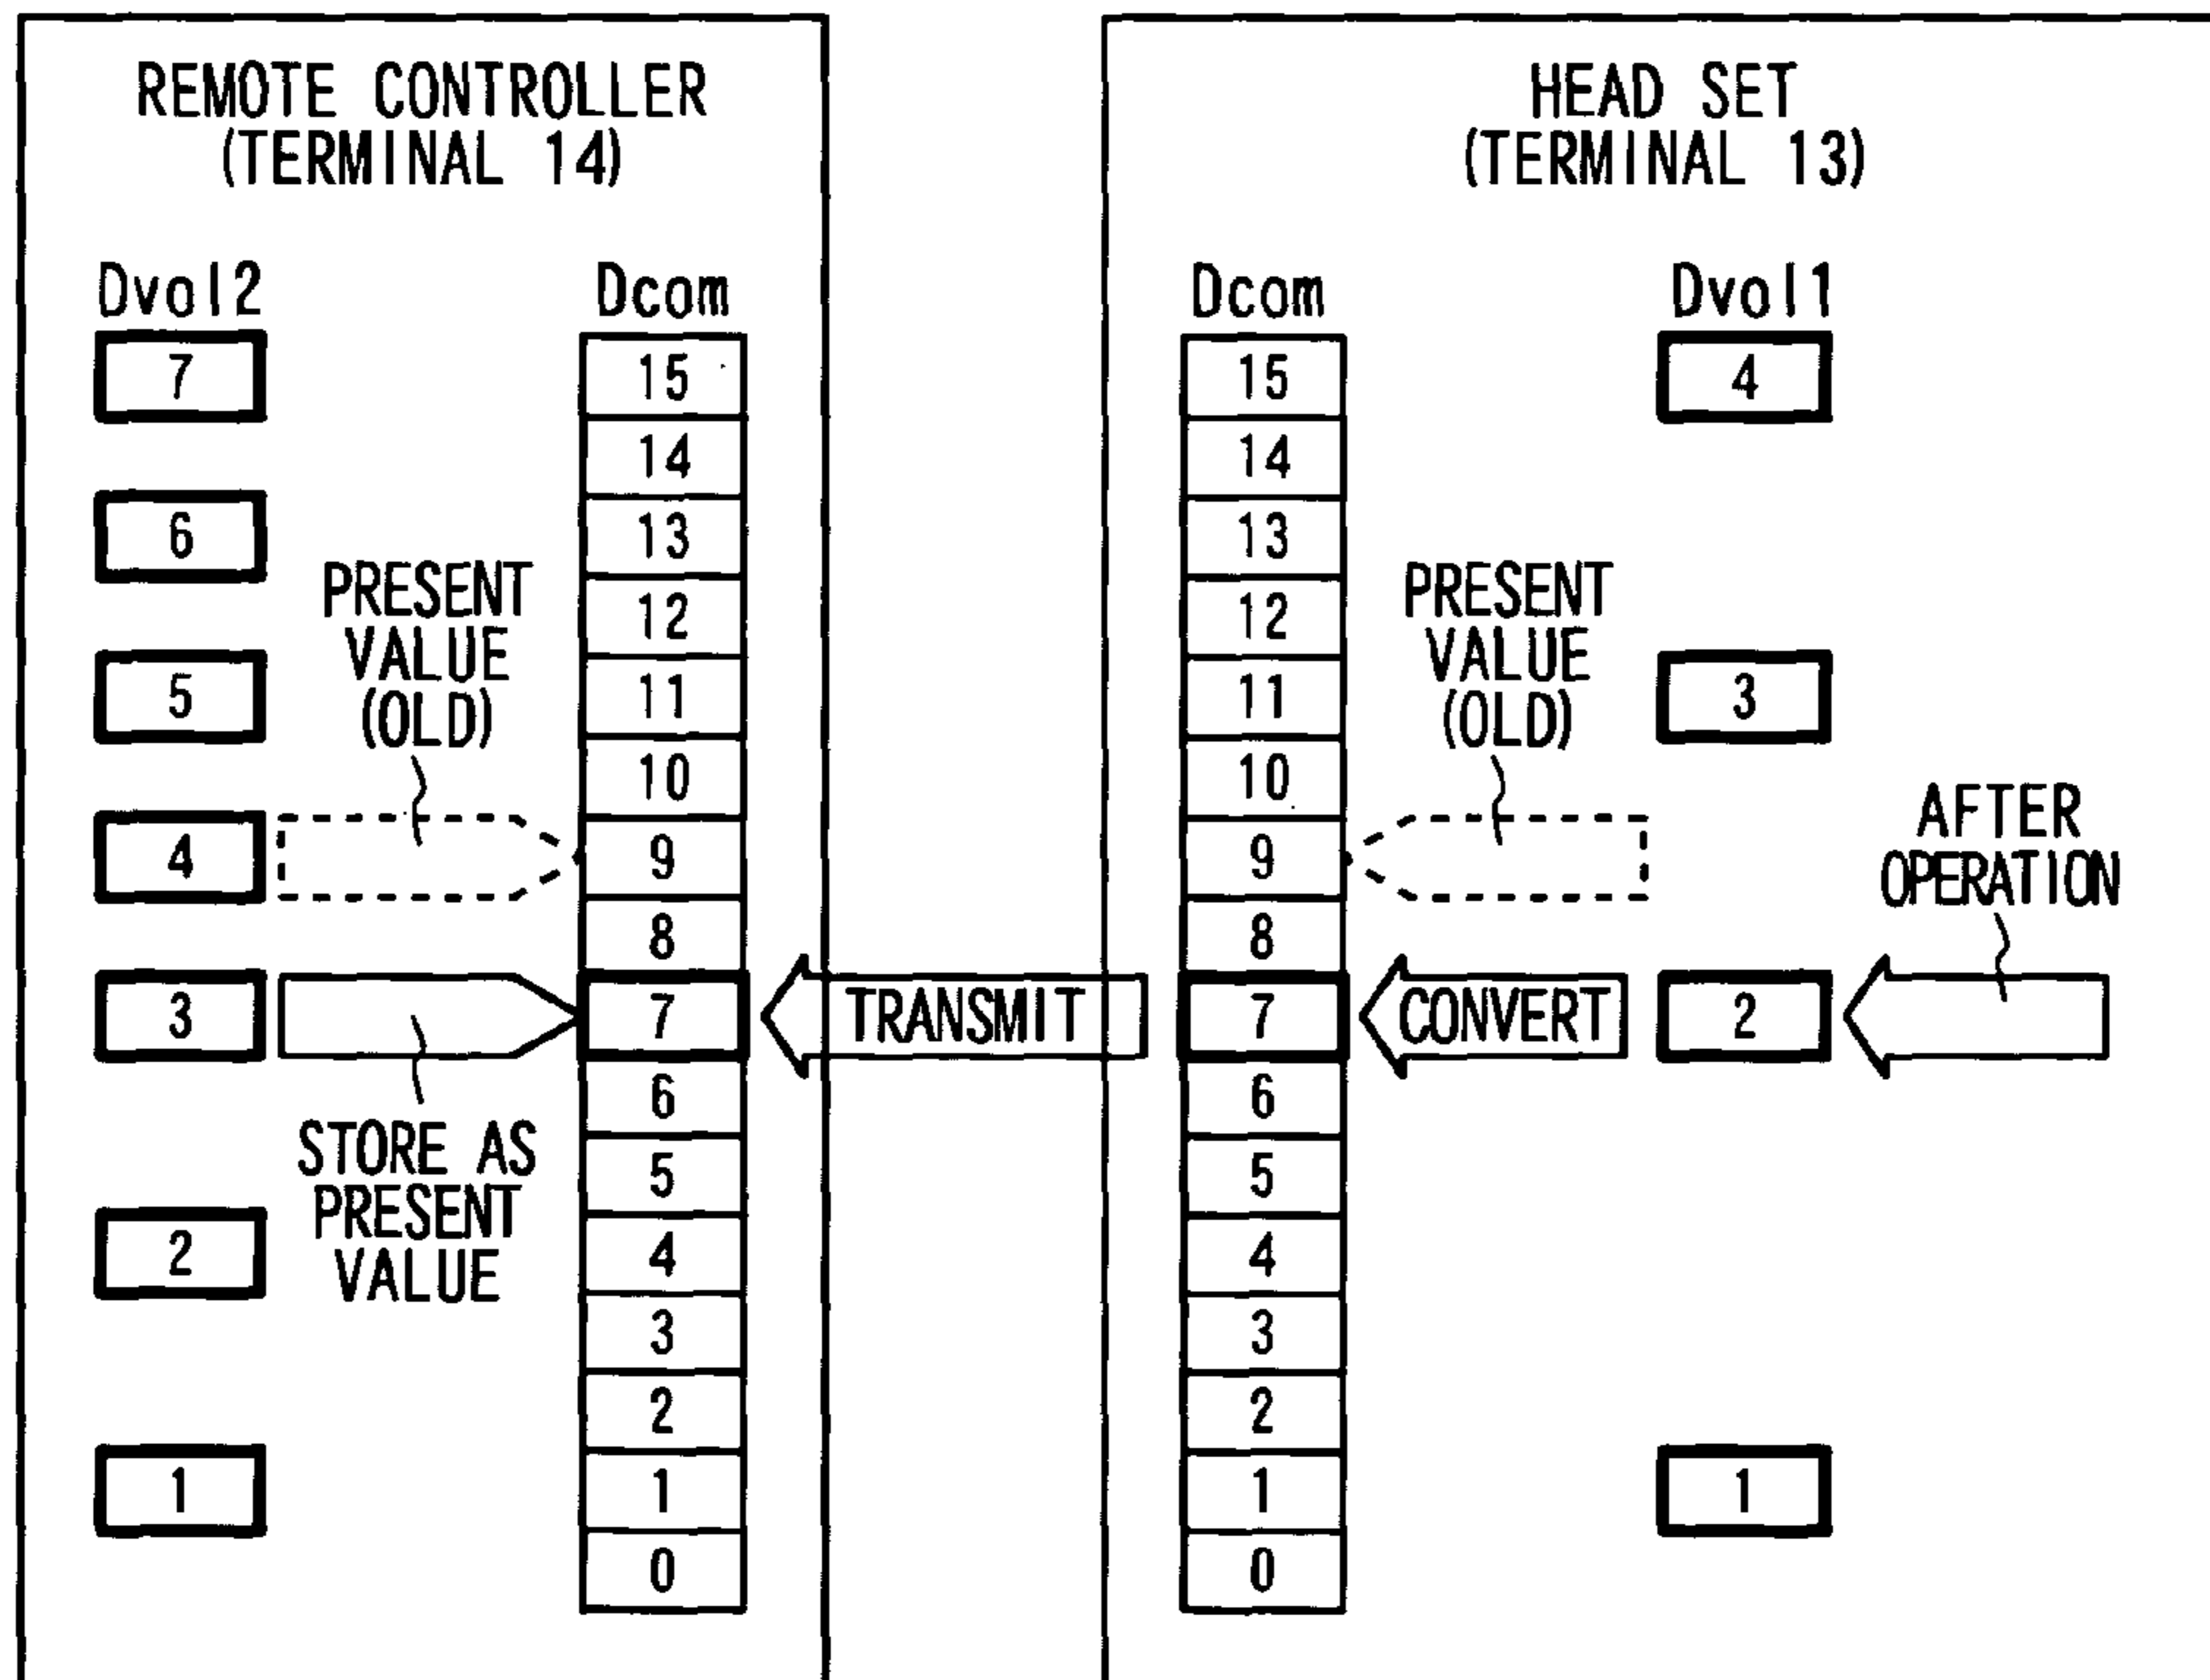 REMOTE CONTROLLER
(TERMINAL 14)
Dvol2
Dcom
7
6
5
4
3
2
1
15
14
13
12
11
10
9
8
7
6
5
4
3
2
1
0
PRESENT
VALUE
(OLD)
STORE AS
PRESENT
VALUE
TRANSMIT
HEAD SET
(TERMINAL 13)
Dcom
Dvol1
15
14
13
12
11
10
9
8
7
6
5
4
3
2
1
0
PRESENT
VALUE
(OLD)
CONVERT
4
3
2
1
AFTER
OPERATION